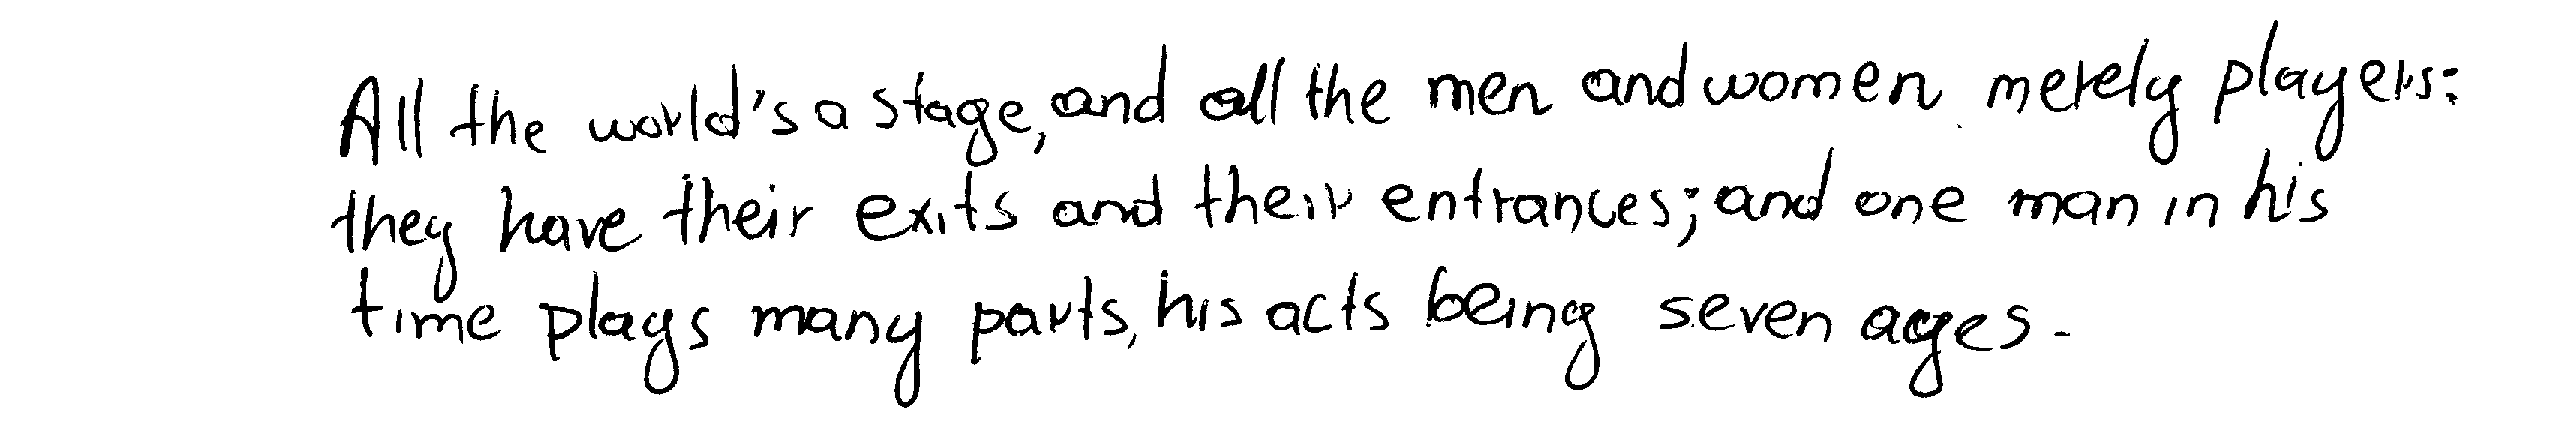 All the world's a stage, and all the men and women merely players:
they have their exits and their entrances; and one man in his
time plays many parts, his acts being seven ages.